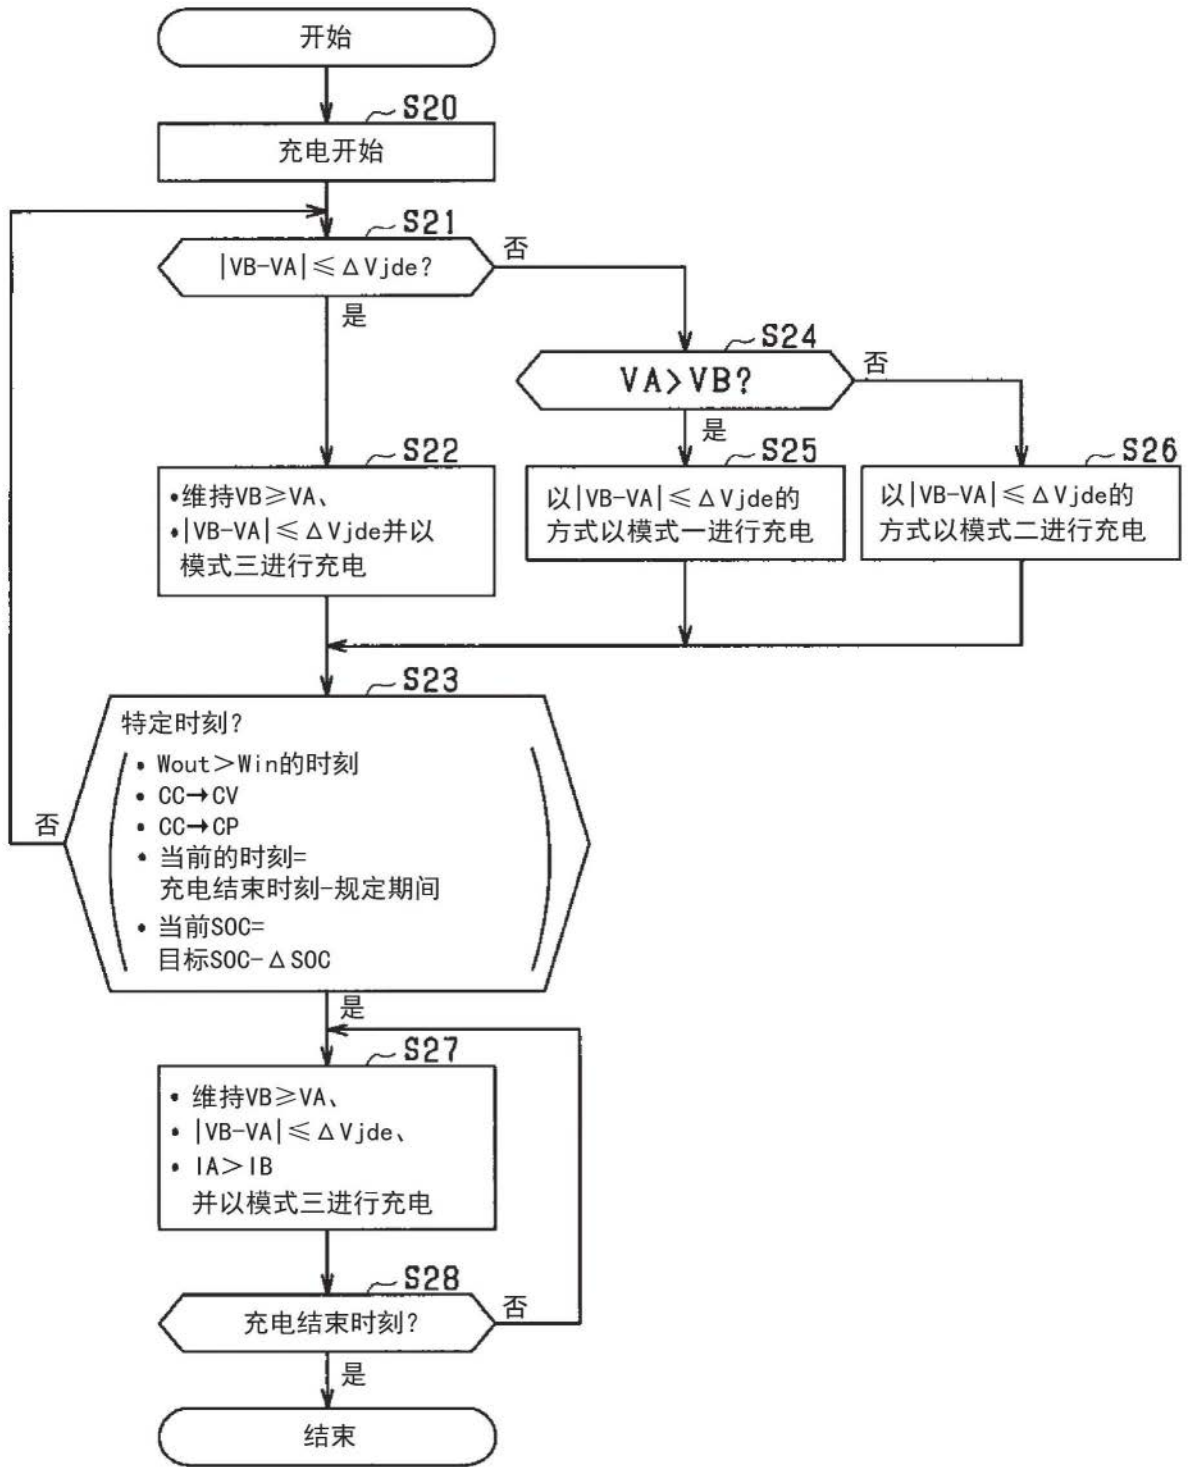 开始
S20
充电开始
S21
|VB-VA|≤△Vjde?
否
是
S24
VA>VB?
否
是
S22
•维持VB≥VA、
•|VB-VA|≤△Vjde并以
模式三进行充电
S25
以|VB-VA|≤△Vjde的
方式以模式一进行充电
S26
以|VB-VA|≤△Vjde的
方式以模式二进行充电
S23
特定时刻?
• Wout>Win的时刻
• CC→CV
• CC→CP
• 当前的时刻=
充电结束时刻-规定期间
• 当前SOC=
目标SOC-△SOC
否
是
S27
• 维持VB≥VA、
• |VB-VA|≤△Vjde、
• IA>IB
并以模式三进行充电
S28
充电结束时刻?
否
是
结束